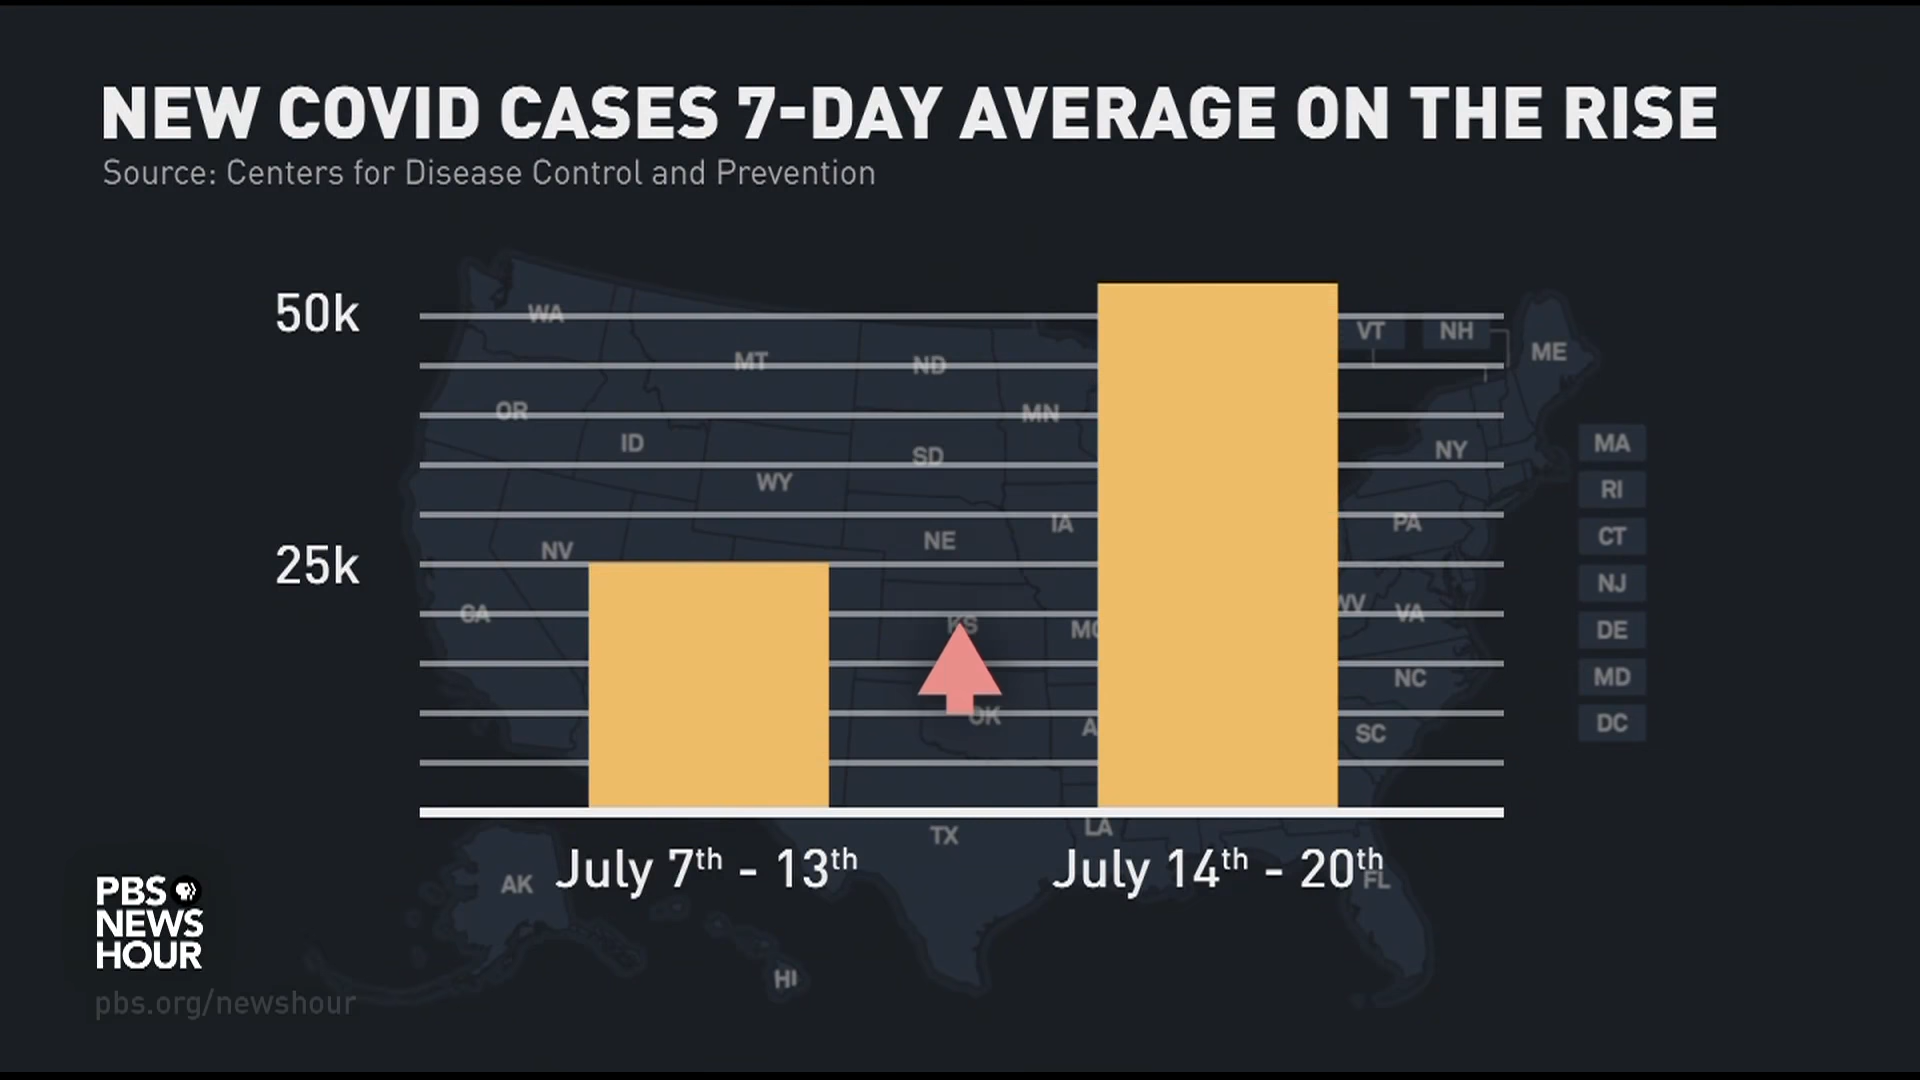 NEW COVID CASES 7-DAY AVERAGE ON THE RISE
Source: Centers for Disease Control and Prevention
50k
25k
WA
MT
ND
MN
VT
NH
ME
OR
ID
SD
WY
NY
MA
RI
IA
PA
CT
NV
NE
NJ
CA
KS
MO
WV
VA
DE
NC
MD
OK
SC
DC
TX
LA
July 7th - 13th
July 14th - 20th
AK
FL
HI
PBS
NEWS
HOUR
pbs.org/newshour